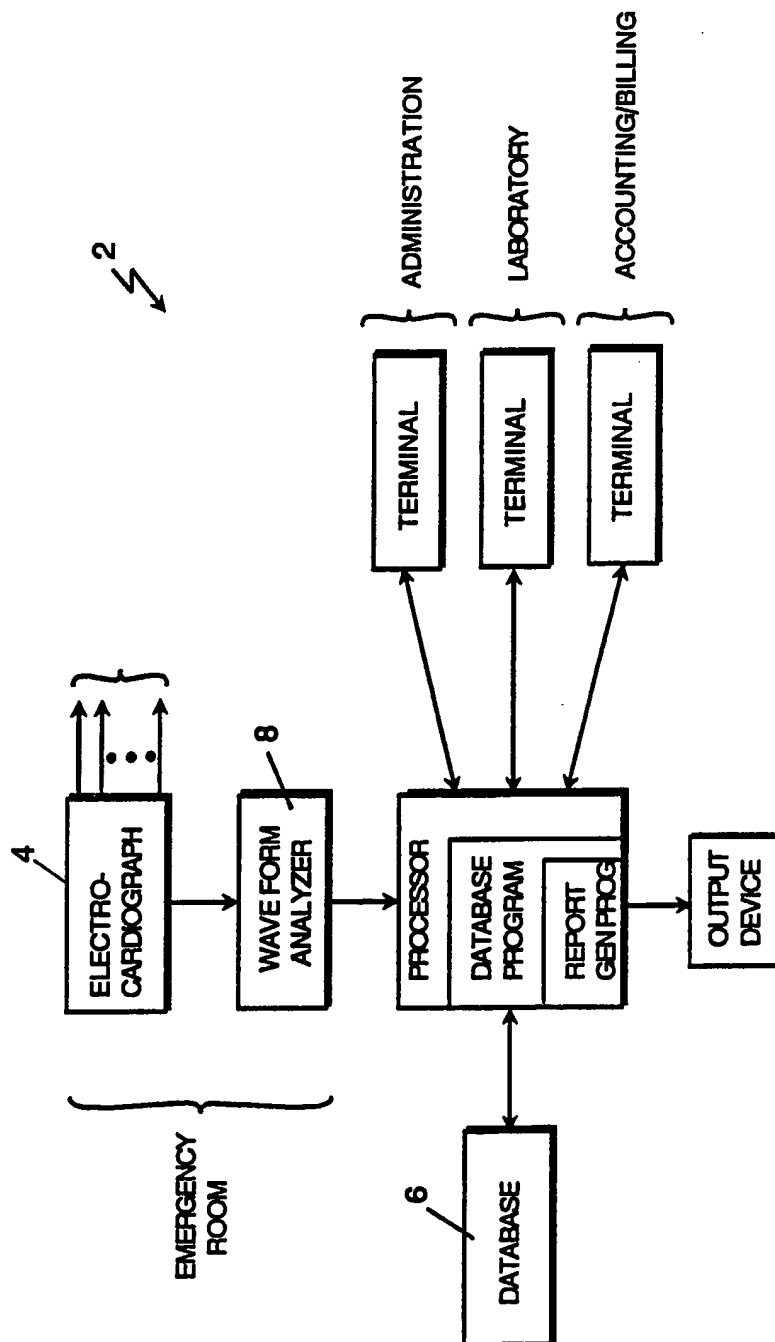 2
4
ELECTRO-
CARDIOGRAPH
EMERGENCY
ROOM
8
WAVE FORM
ANALYZER
6
DATABASE
PROCESSOR
DATABASE
PROGRAM
REPORT
GEN PROG
OUTPUT
DEVICE
TERMINAL
ADMINISTRATION
TERMINAL
LABORATORY
TERMINAL
ACCOUNTING/BILLING